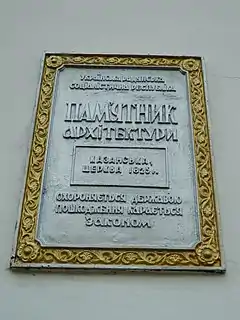 УКРАЇНСЬКА РАДЯНСЬКА
СОЦІАЛІСТИЧНА РЕСПУБЛІКА
ПАМ'ЯТНИК
АРХІТЕКТУРИ
КАЗАНСЬКА
ЦЕРКВА 1825 р.
ОХОРОНЯЄТЬСЯ ДЕРЖАВОЮ
ПОШКОДЖЕННЯ КАРАЄТЬСЯ
ЗАКОНОМ